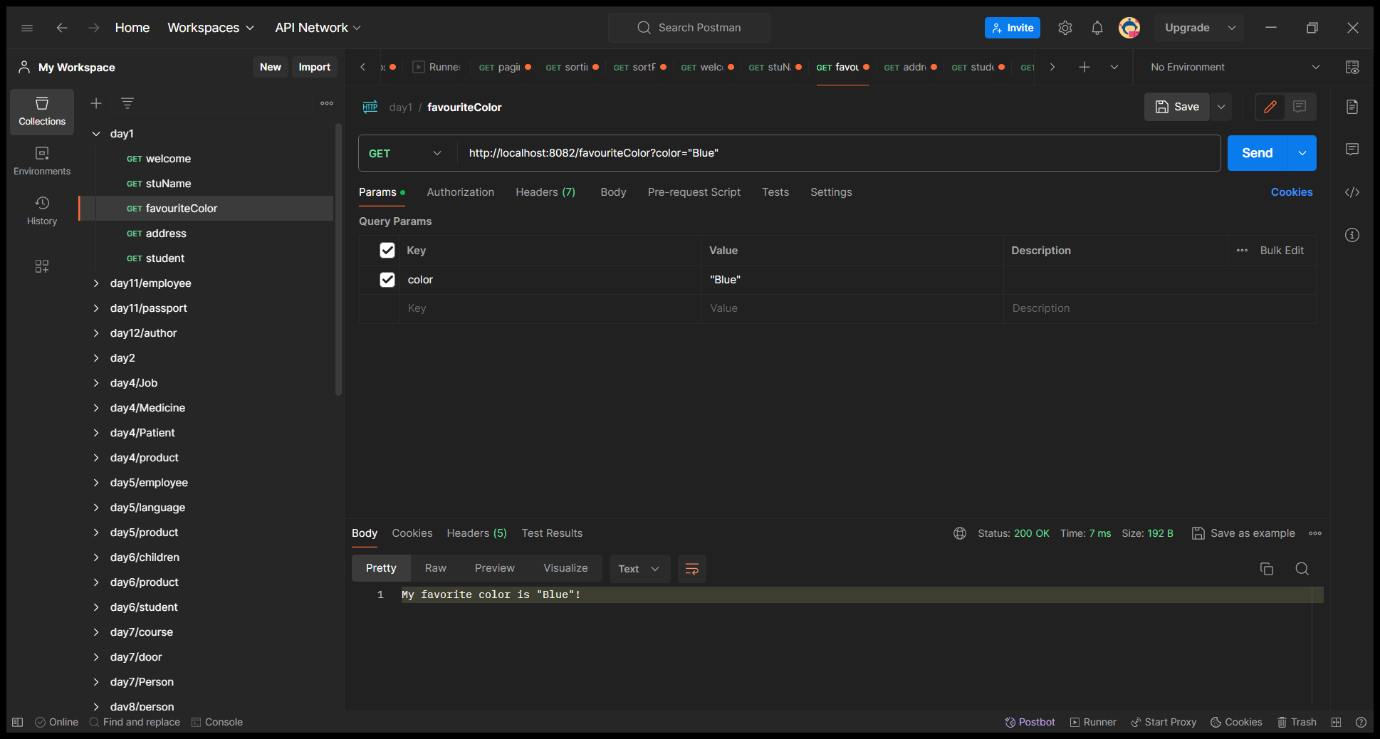 Home Workspaces API Network Search Postman Invite Upgrade
My Workspace New Import
Runne GET pagi GET sorti GET sortF GET welc GET stuN GET favou GET addr GET stud GET No Environment
Collections
Environments
History
day1
GET welcome
GET stuName
GET favouriteColor
GET address
GET student
day11/employee
day11/passport
day12/author
day2
day4/Job
day4/Medicine
day4/Patient
day4/product
day5/employee
day5/language
day5/product
day6/children
day6/product
day6/student
day7/course
day7/door
day7/Person
day8/person
HTTP day1 / favouriteColor Save
GET http://localhost:8082/favouriteColor?color="Blue" Send
Params Authorization Headers (7) Body Pre-request Script Tests Settings Cookies
Query Params
Key Value Description Bulk Edit
color "Blue"
Key Value Description
Body Cookies Headers (5) Test Results Status: 200 OK Time: 7 ms Size: 192 B Save as example
Pretty Raw Preview Visualize Text
1 My favorite color is "Blue"!
Online Find and replace Console Postbot Runner Start Proxy Cookies Trash